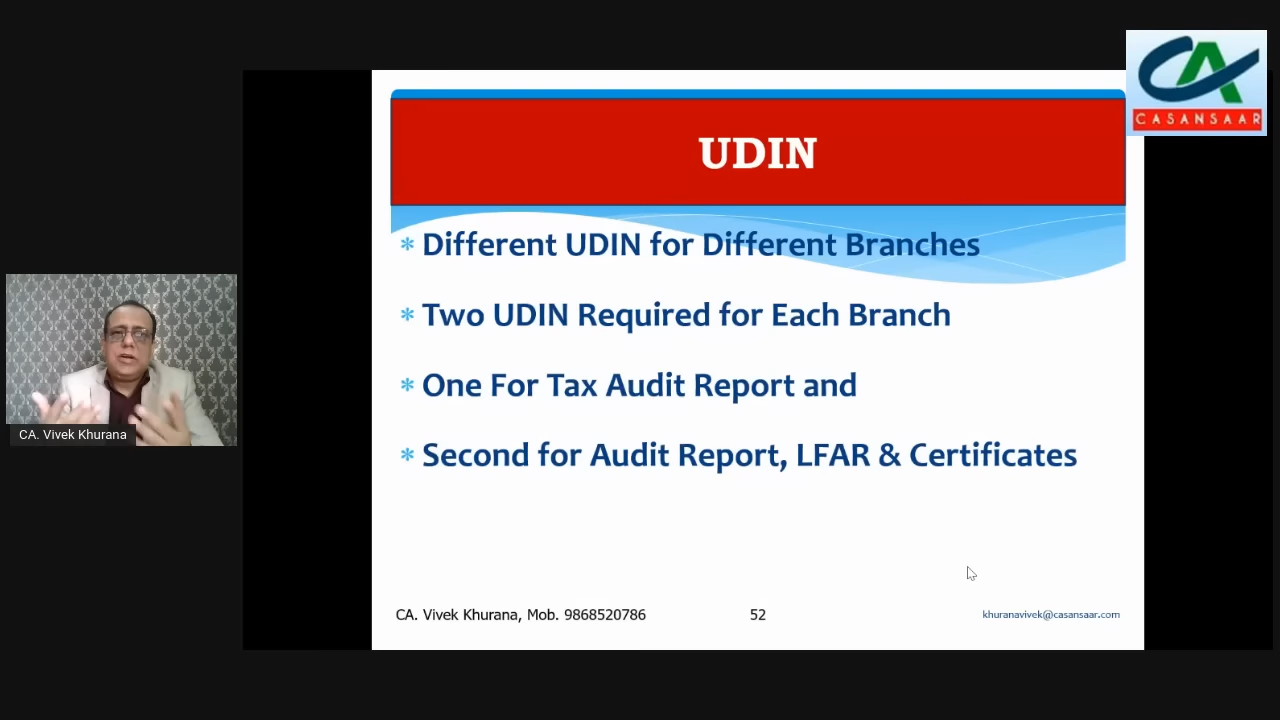 CA
CASANSAAR
UDIN
* Different UDIN for Different Branches
* Two UDIN Required for Each Branch
* One For Tax Audit Report and
* Second for Audit Report, LFAR & Certificates
CA. Vivek Khurana
CA. Vivek Khurana, Mob. 9868520786
52
khuranavivek@casansaar.com